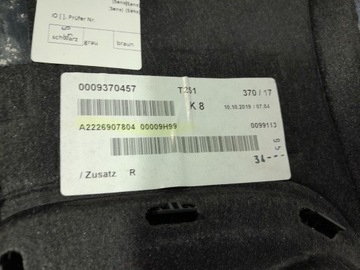 IO [ ], Prüfer Nr.
schwarz grau braun
0009370457 T251 370 / 17
K 8 10.10.2019 / 07:54
A2226907804 00009H99 0099113
34---
/ Zusatz R